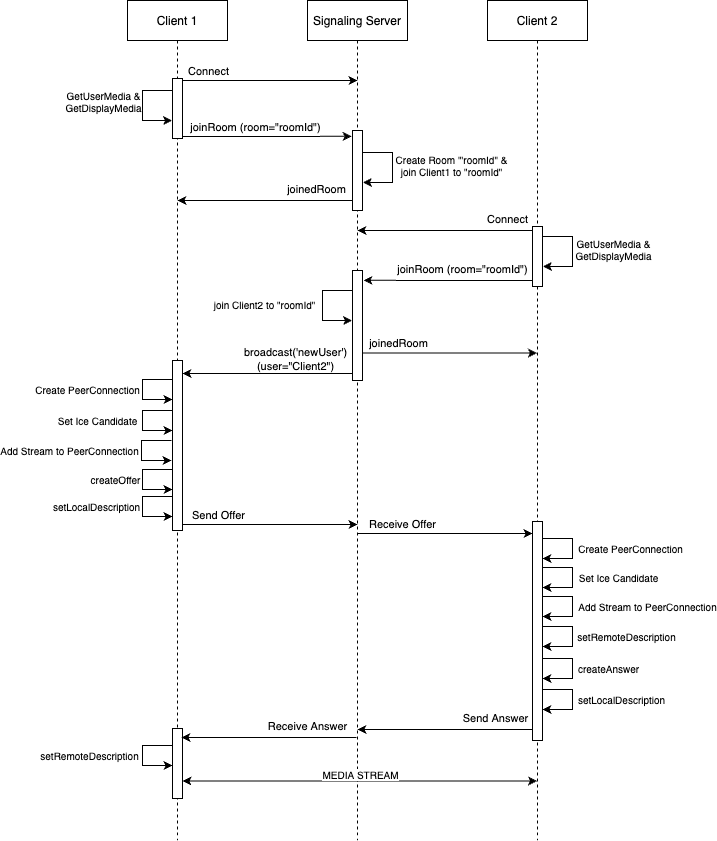 Client 1
Signaling Server
Client 2
Connect
GetUserMedia &
GetDisplayMedia
joinRoom (room="roomId")
Create Room "'roomId" &
join Client1 to "roomId"
joinedRoom
Connect
GetUserMedia &
GetDisplayMedia
joinRoom (room="roomId")
join Client2 to "roomId"
joinedRoom
broadcast('newUser')
(user="Client2")
Create PeerConnection
Set Ice Candidate
Add Stream to PeerConnection
createOffer
setLocalDescription
Send Offer
Receive Offer
Create PeerConnection
Set Ice Candidate
Add Stream to PeerConnection
setRemoteDescription
createAnswer
setLocalDescription
Send Answer
Receive Answer
setRemoteDescription
MEDIA STREAM